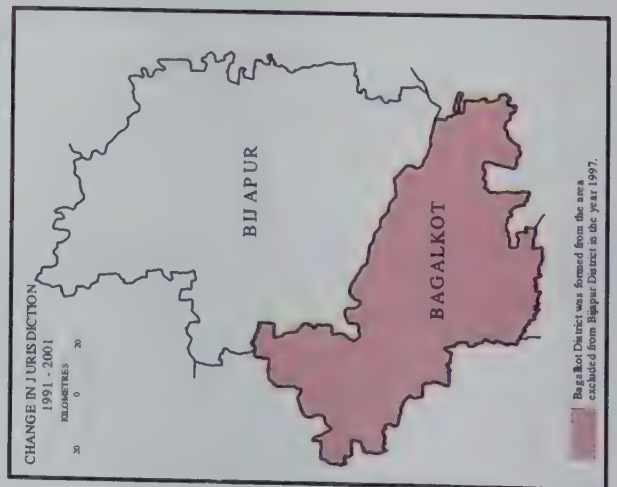 CHANGE IN JURISDICTION
1991 - 2001
KILOMETRES
20 0 20
BIJAPUR
BAGALKOT
Bagalkot District was formed from the area
excluded from Bijapur District in the year 1997.